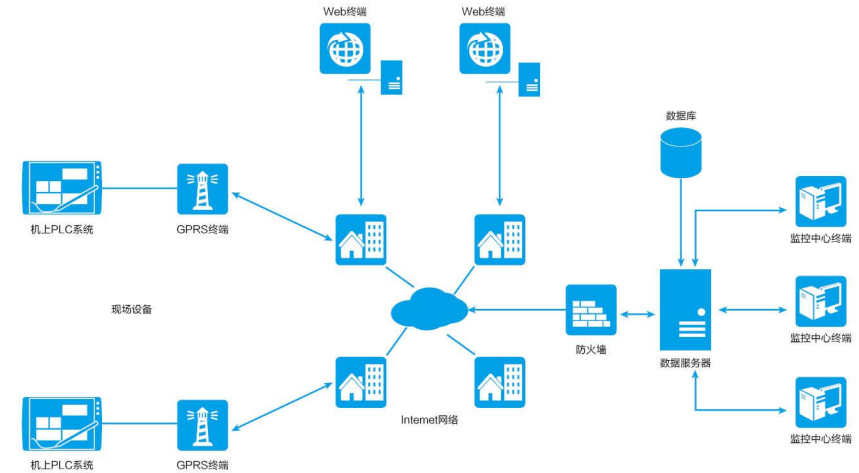 Web终端
Web终端
数据库
机上PLC系统
GPRS终端
监控中心终端
现场设备
防火墙
监控中心终端
数据服务器
Internet网络
监控中心终端
机上PLC系统
GPRS终端